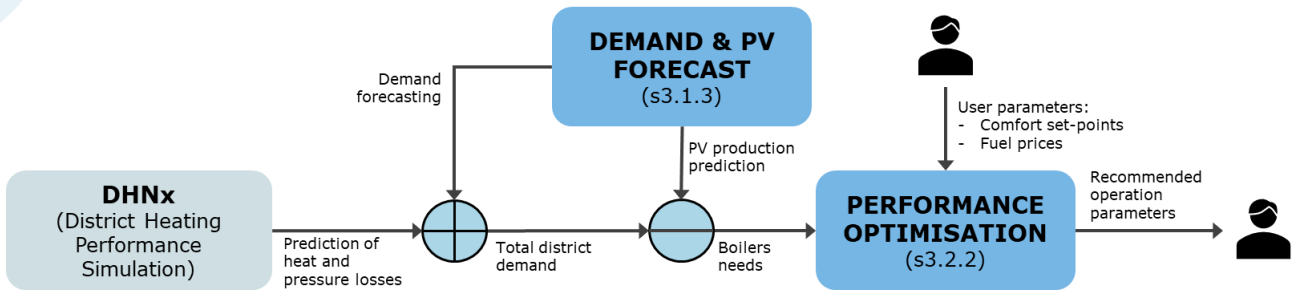 DEMAND & PV
FORECAST
(s3.1.3)
Demand
forecasting
PV production
prediction
User parameters:
- Comfort set-points
- Fuel prices
DHNx
(District Heating
Performance
Simulation)
Prediction of
heat and
pressure losses
Total district
demand
Boilers
needs
PERFORMANCE
OPTIMISATION
(s3.2.2)
Recommended
operation
parameters